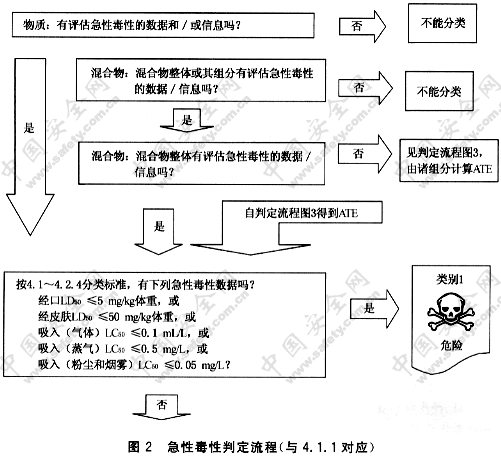 物质：有评估急性毒性的数据和／或信息吗？
否
不能分类
混合物：混合物整体或其组分有评估急性毒性
的数据／信息吗？
否
不能分类
是
是
混合物：混合物整体有评估急性毒性的数据／
信息吗？
否
见判定流程图3，
由诸组分计算ATE
是
自判定流程图3得到ATE
按4.1～4.2.4分类标准，有下列急性毒性数据吗？
经口LD50 ≤5 mg/kg体重，或
经皮肤LD50 ≤50 mg/kg体重，或
吸入（气体）LC50 ≤0.1 mL/L，或
吸入（蒸气）LC50 ≤0.5 mg/L，或
吸入（粉尘和烟雾）LC50 ≤0.05 mg/L？
是
类别1
危险
否
图 2 急性毒性判定流程（与 4.1.1 对应）
中国安全网
www.safety.com.cn